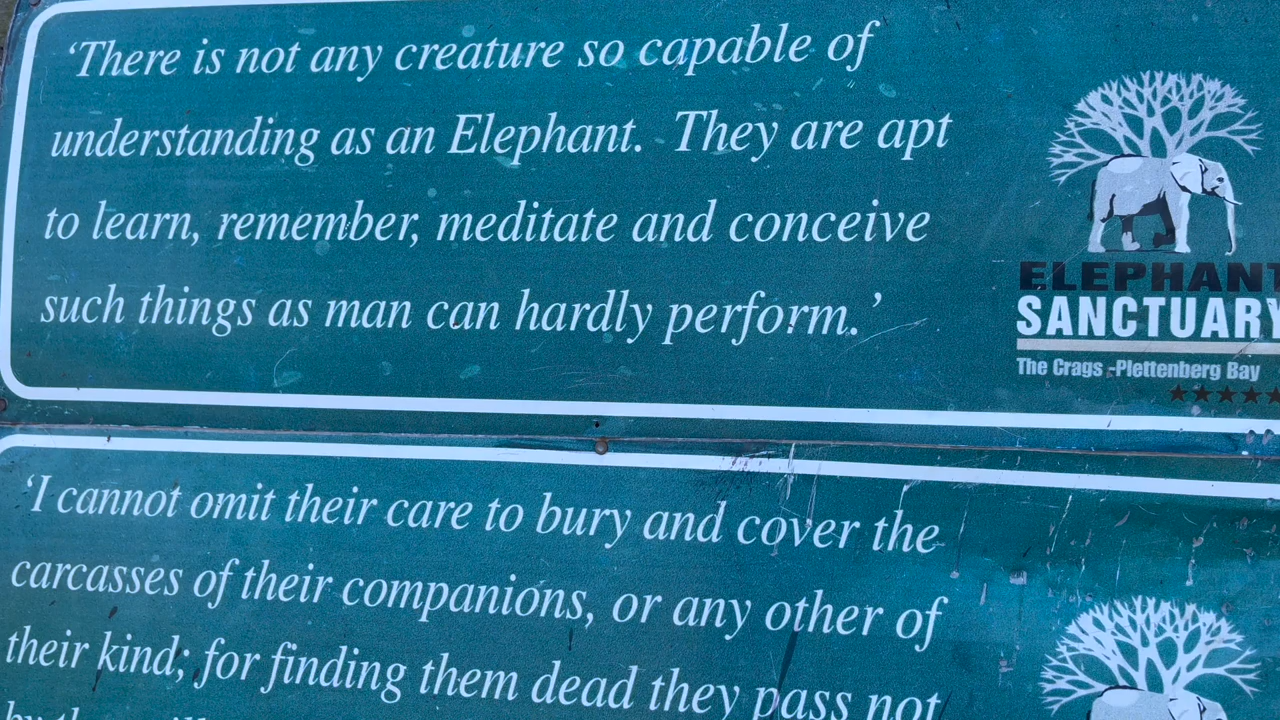 ‘There is not any creature so capable of
understanding as an Elephant. They are apt
to learn, remember, meditate and conceive
such things as man can hardly perform.’
ELEPHANT
SANCTUARY
The Crags -Plettenberg Bay
‘I cannot omit their care to bury and cover the
carcasses of their companions, or any other of
their kind; for finding them dead they pass not
by